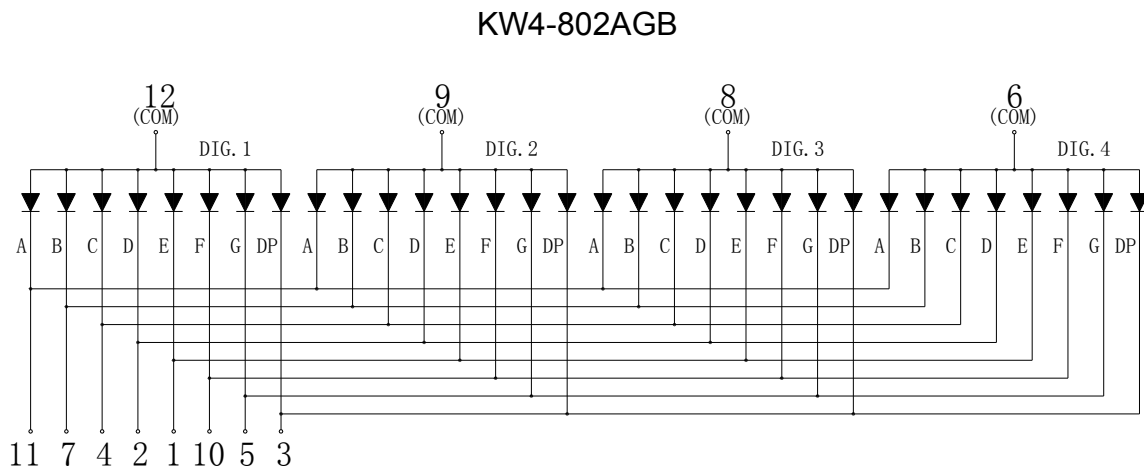 KW4-802AGB
12 9 8 6
(COM) (COM) (COM) (COM)
DIG.1 DIG.2 DIG.3 DIG.4
A B C D E F G DP A B C D E F G DP A B C D E F G DP A B C D E F G DP
11 7 4 2 1 10 5 3